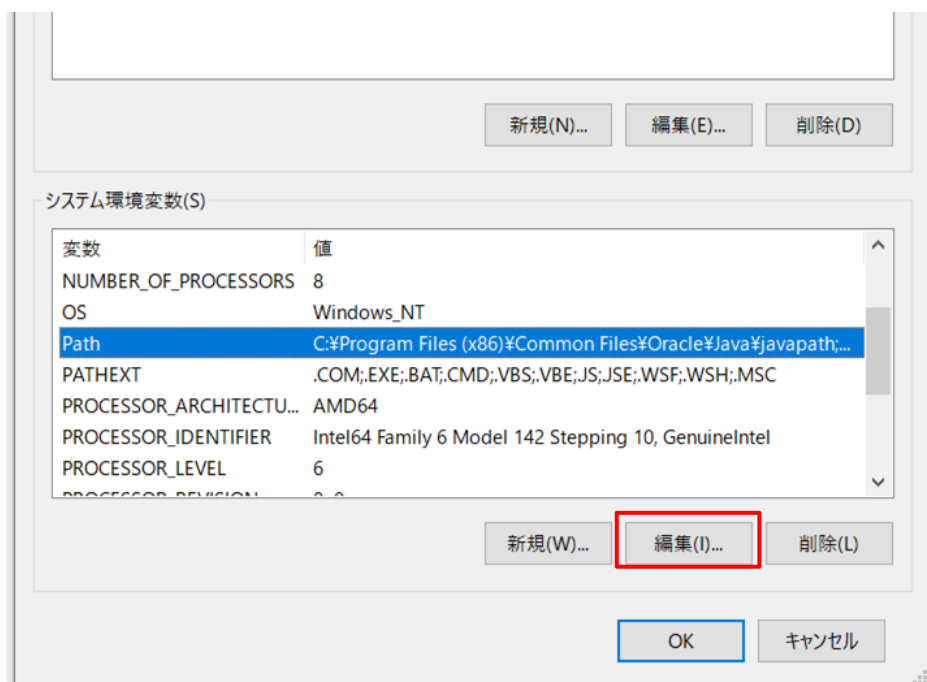 新規(N)... 編集(E)... 削除(D)
システム環境変数(S)
変数 値
NUMBER_OF_PROCESSORS 8
OS Windows_NT
Path C:¥Program Files (x86)¥Common Files¥Oracle¥Java¥javapath;...
PATHEXT .COM;.EXE;.BAT;.CMD;.VBS;.VBE;.JS;.JSE;.WSF;.WSH;.MSC
PROCESSOR_ARCHITECTU... AMD64
PROCESSOR_IDENTIFIER Intel64 Family 6 Model 142 Stepping 10, GenuineIntel
PROCESSOR_LEVEL 6
PROCESSOR_REVISION
新規(W)... 編集(I)... 削除(L)
OK キャンセル